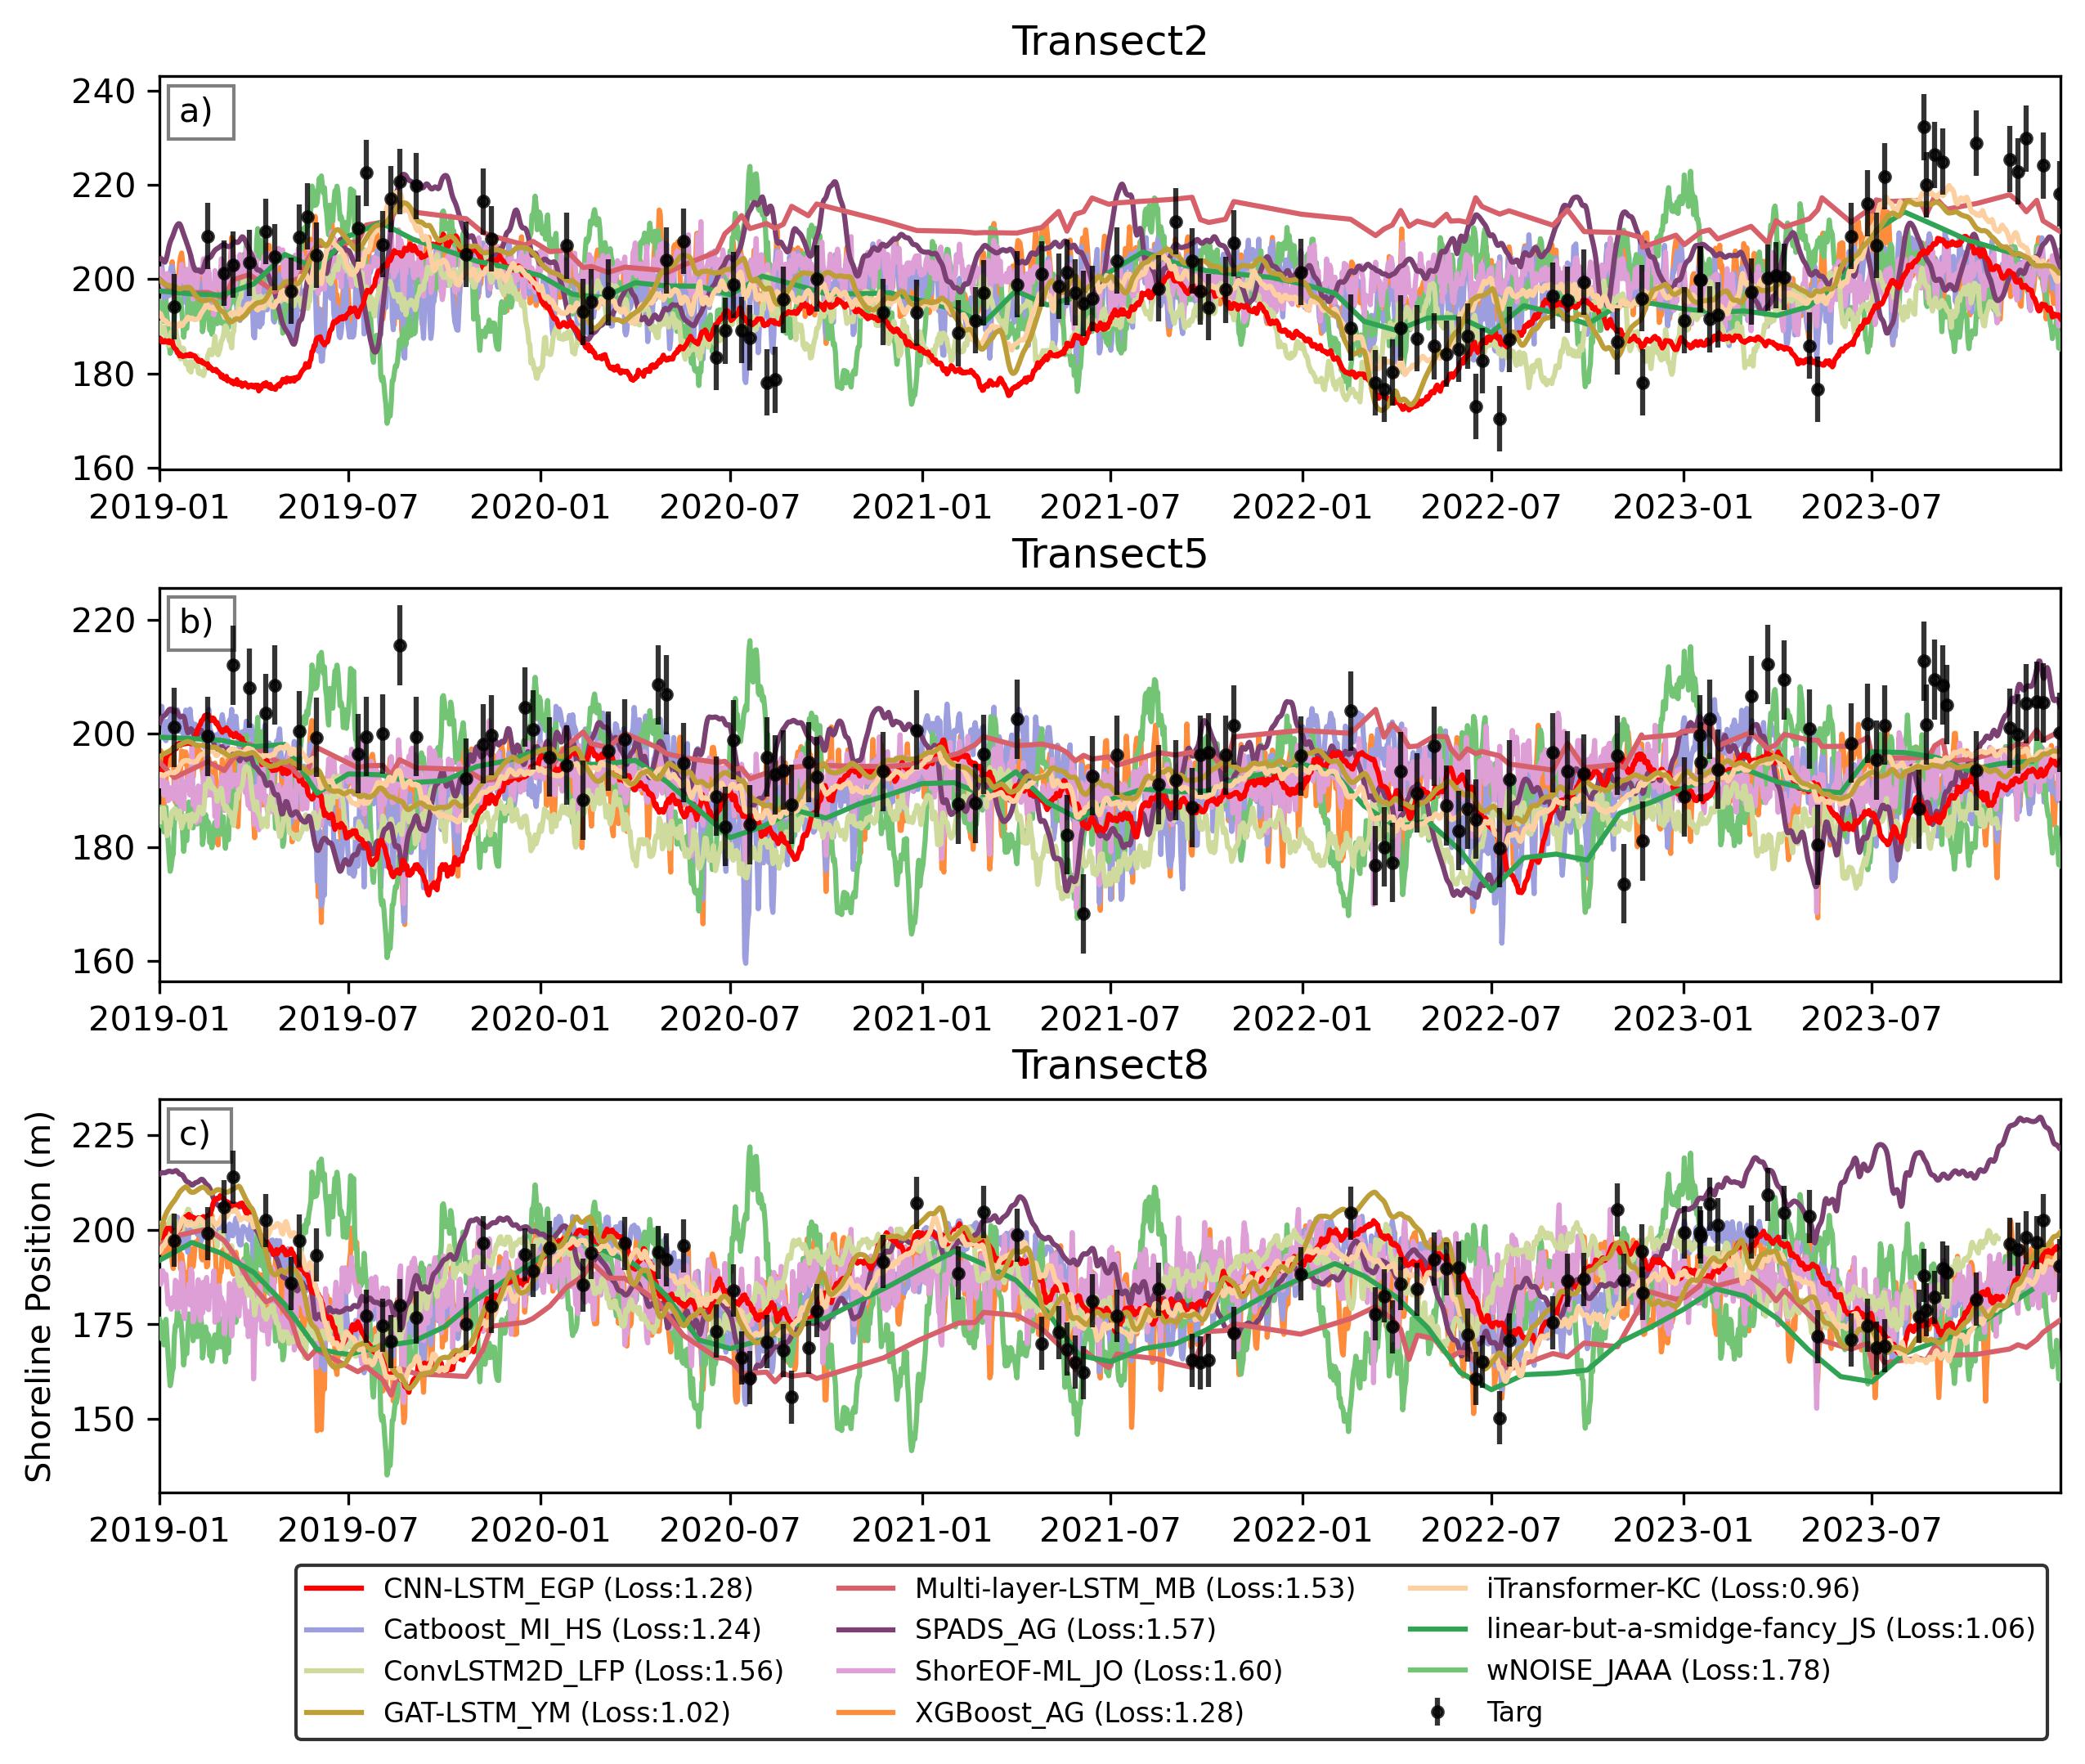 Transect2
a)
240
220
200
180
160
2019-01 2019-07 2020-01 2020-07 2021-01 2021-07 2022-01 2022-07 2023-01 2023-07
Transect5
b)
220
200
180
160
2019-01 2019-07 2020-01 2020-07 2021-01 2021-07 2022-01 2022-07 2023-01 2023-07
Transect8
c)
Shoreline Position (m)
225
200
175
150
2019-01 2019-07 2020-01 2020-07 2021-01 2021-07 2022-01 2022-07 2023-01 2023-07
CNN-LSTM_EGP (Loss:1.28)
Catboost_MI_HS (Loss:1.24)
ConvLSTM2D_LFP (Loss:1.56)
GAT-LSTM_YM (Loss:1.02)
Multi-layer-LSTM_MB (Loss:1.53)
SPADS_AG (Loss:1.57)
ShorEOF-ML_JO (Loss:1.60)
XGBoost_AG (Loss:1.28)
iTransformer-KC (Loss:0.96)
linear-but-a-smidge-fancy_JS (Loss:1.06)
wNOISE_JAAA (Loss:1.78)
Targ